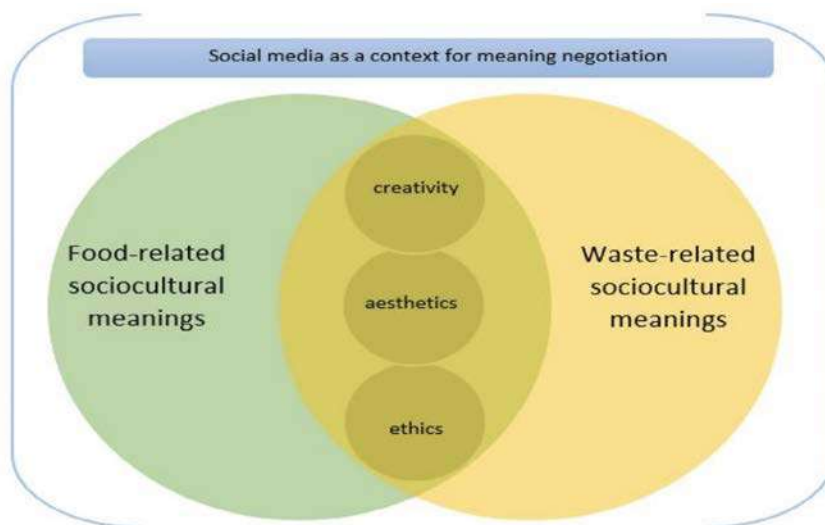 Social media as a context for meaning negotiation
creativity
Food-related
sociocultural
meanings
aesthetics
Waste-related
sociocultural
meanings
ethics